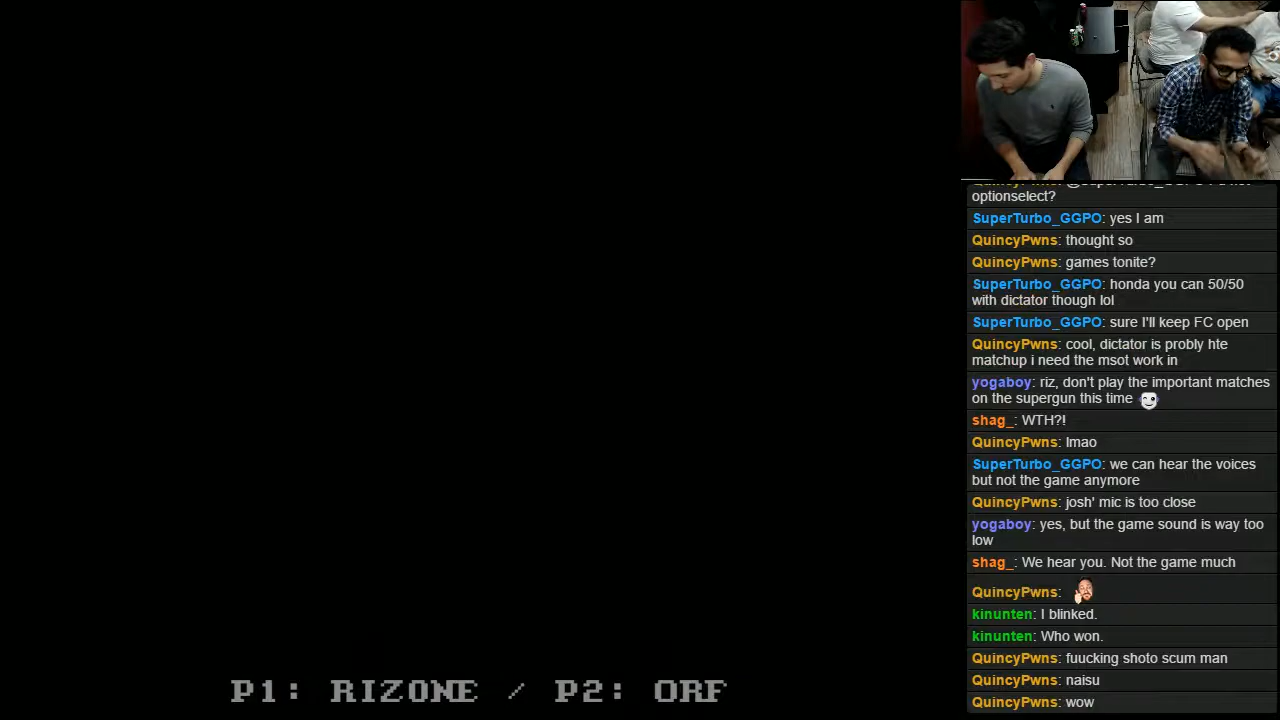 optionselect?
SuperTurbo_GGPO: yes I am
QuincyPwns: thought so
QuincyPwns: games tonite?
SuperTurbo_GGPO: honda you can 50/50
with dictator though lol
SuperTurbo_GGPO: sure I'll keep FC open
QuincyPwns: cool, dictator is probly hte
matchup i need the msot work in
yogaboy: riz, don't play the important matches
on the supergun this time
shag_: WTH?!
QuincyPwns: lmao
SuperTurbo_GGPO: we can hear the voices
but not the game anymore
QuincyPwns: josh' mic is too close
yogaboy: yes, but the game sound is way too
low
shag_: We hear you. Not the game much
QuincyPwns:
kinunten: I blinked.
kinunten: Who won.
QuincyPwns: fuucking shoto scum man
QuincyPwns: naisu
QuincyPwns: wow
P1: RIZONE / P2: ORF